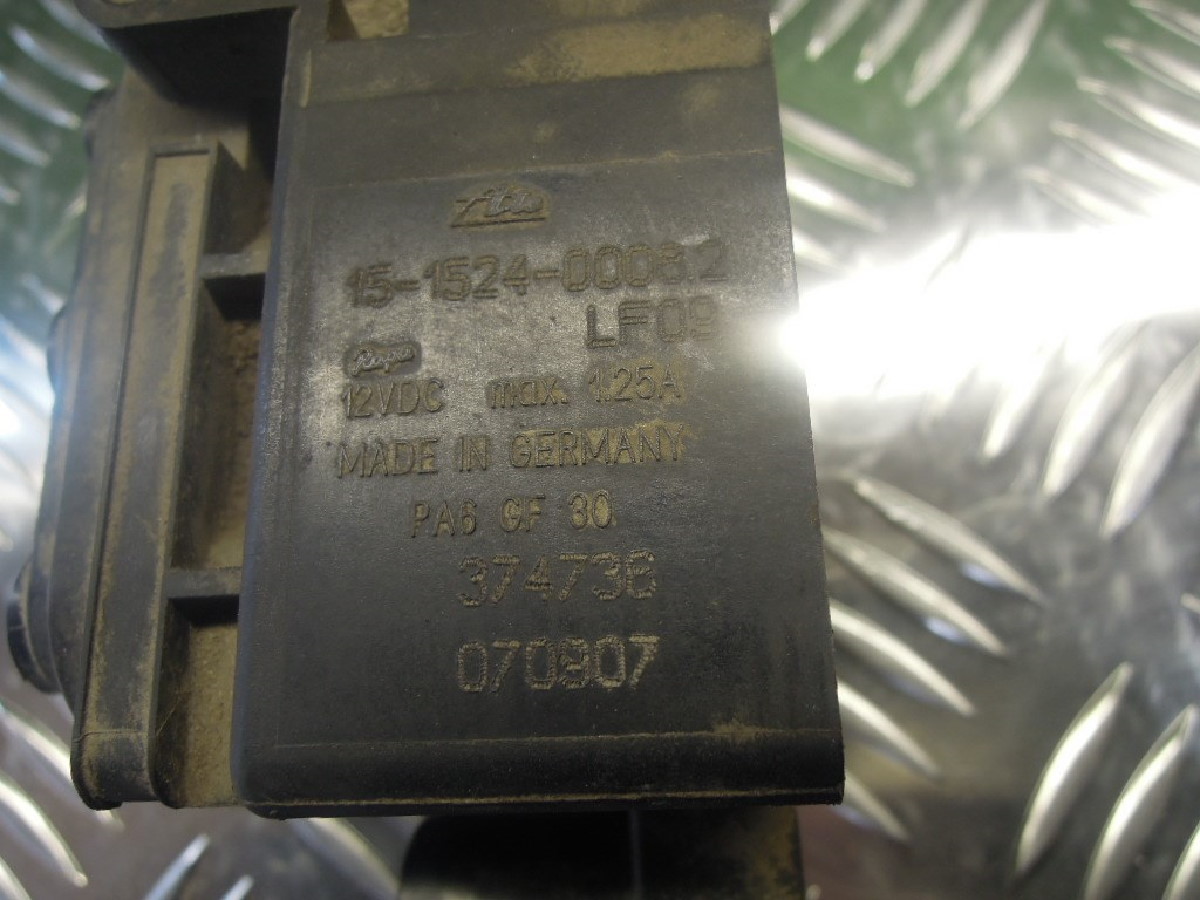 Ate
15-1524-0008.2
LF09
12VDC max. 1.25A
MADE IN GERMANY
PA6 GF 30
374736
070907